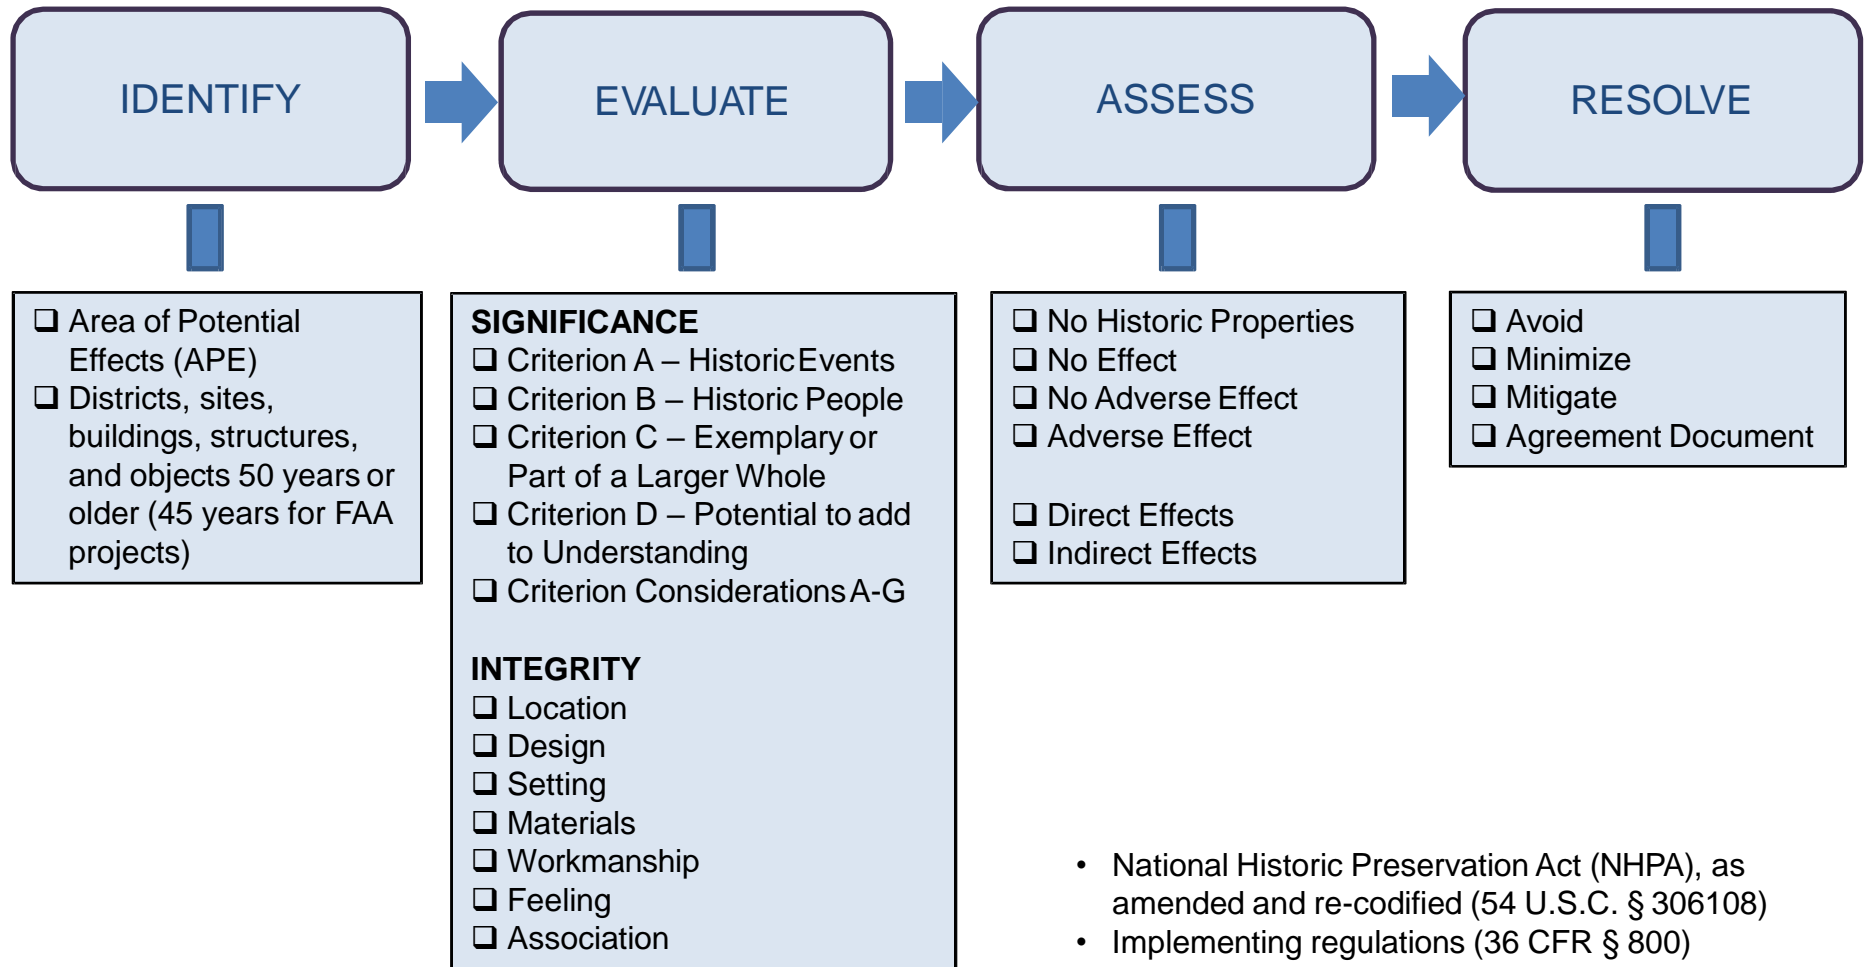 IDENTIFY
EVALUATE
ASSESS
RESOLVE
❑ Area of Potential
Effects (APE)
❑ Districts, sites,
buildings, structures,
and objects 50 years or
older (45 years for FAA
projects)
SIGNIFICANCE
❑ Criterion A – Historic Events
❑ Criterion B – Historic People
❑ Criterion C – Exemplary or
Part of a Larger Whole
❑ Criterion D – Potential to add
to Understanding
❑ Criterion Considerations A-G
INTEGRITY
❑ Location
❑ Design
❑ Setting
❑ Materials
❑ Workmanship
❑ Feeling
❑ Association
❑ No Historic Properties
❑ No Effect
❑ No Adverse Effect
❑ Adverse Effect
❑ Direct Effects
❑ Indirect Effects
❑ Avoid
❑ Minimize
❑ Mitigate
❑ Agreement Document
• National Historic Preservation Act (NHPA), as
amended and re-codified (54 U.S.C. § 306108)
• Implementing regulations (36 CFR § 800)